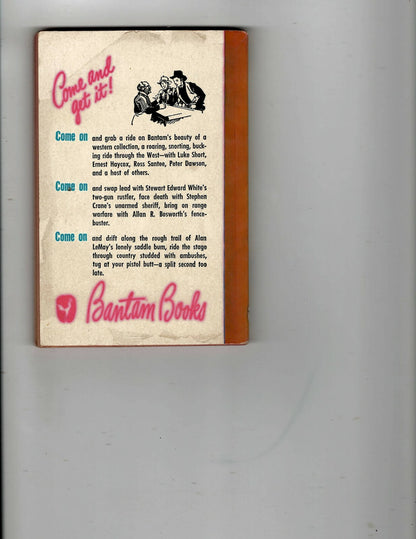 Come and
get it!
Come on and grab a ride on Bantam's beauty of a
western collection, a roaring, snorting, buck-
ing ride through the West—with Luke Short,
Ernest Haycox, Ross Santee, Peter Dawson,
and a host of others.
Come on and swap lead with Stewart Edward White's
two-gun rustler, face death with Stephen
Crane's unarmed sheriff, bring on range
warfare with Allan R. Bosworth's fence-
buster.
Come on and drift along the rough trail of Alan
LeMay's lonely saddle bum, ride the stage
through country studded with ambushes,
tug at your pistol butt—a split second too
late.
Bantam Books